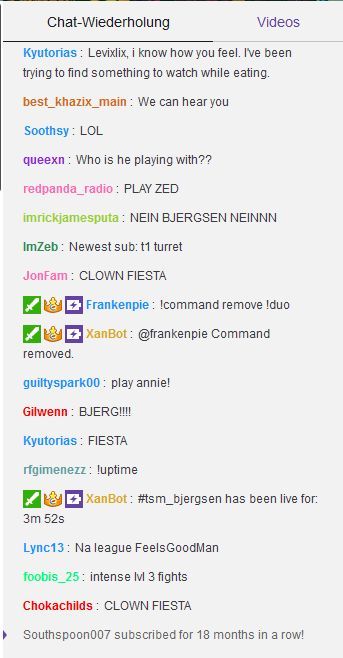 Chat-Wiederholung Videos
Kyutorias : Levixlix, i know how you feel. I've been
trying to find something to watch while eating.
best_khazix_main : We can hear you
Soothsy : LOL
queexn : Who is he playing with??
redpanda_radio : PLAY ZED
imrickjamesputa : NEIN BJERGSEN NEINNN
ImZeb : Newest sub: t1 turret
JonFam : CLOWN FIESTA
Frankenpie : !command remove !duo
XanBot : @frankenpie Command
removed.
guiltyspark00 : play annie!
Gilwenn : BJERG!!!!
Kyutorias : FIESTA
rfgimenezz : !uptime
XanBot : #tsm_bjergsen has been live for:
3m 52s
Lync13 : Na league FeelsGoodMan
foobis_25 : intense lvl 3 fights
Chokachilds : CLOWN FIESTA
Southspoon007 subscribed for 18 months in a row!